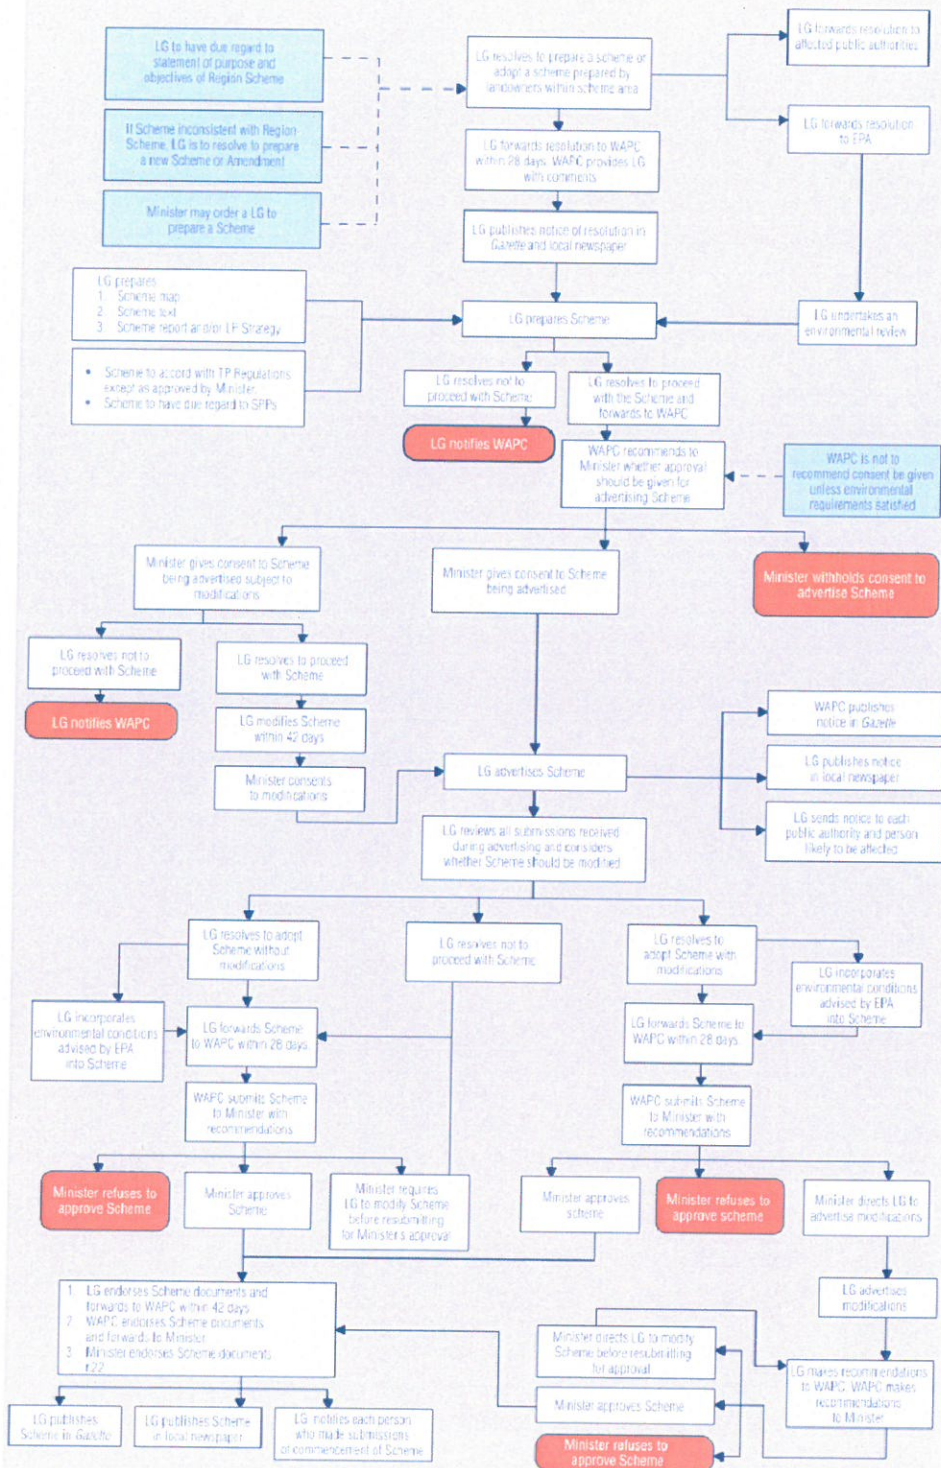 LG to have due regard to
statement of purpose and
objectives of Region Scheme
LG resolves to prepare a scheme or
adopt a scheme prepared by
landowners within scheme area
LG forwards resolution to
affected public authorities
If Scheme inconsistent with Region
Scheme, LG is to resolve to prepare
a new Scheme or Amendment
LG forwards resolution
to EPA
LG forwards resolution to WAPC
within 28 days. WAPC provides LG
with comments
Minister may order a LG to
prepare a Scheme
LG publishes notice of resolution in
Gazette and local newspaper
LG prepares
1. Scheme map
2. Scheme text
3. Scheme report and/or LP Strategy
LG prepares Scheme
LG undertakes an
environmental review
• Scheme to accord with TP Regulations
except as approved by Minister.
• Scheme to have due regard to SPPs
LG resolves not to
proceed with Scheme
LG resolves to proceed
with the Scheme and
forwards to WAPC
LG notifies WAPC
WAPC recommends to
Minister whether approval
should be given for
advertising Scheme
WAPC is not to
recommend consent be given
unless environmental
requirements satisfied
Minister gives consent to Scheme
being advertised subject to
modifications
Minister gives consent to Scheme
being advertised
Minister withholds consent to
advertise Scheme
LG resolves not to
proceed with Scheme
LG resolves to proceed
with Scheme
LG notifies WAPC
LG modifies Scheme
within 42 days
WAPC publishes
notice in Gazette
Minister consents
to modifications
LG advertises Scheme
LG publishes notice
in local newspaper
LG sends notice to each
public authority and person
likely to be affected
LG reviews all submissions received
during advertising and considers
whether Scheme should be modified
LG resolves to adopt
Scheme without
modifications
LG resolves not to
proceed with Scheme
LG resolves to
adopt Scheme with
modifications
LG incorporates
environmental conditions
advised by EPA
into Scheme
LG incorporates
environmental conditions
advised by EPA
into Scheme
LG forwards Scheme
to WAPC within 28 days
LG forwards Scheme to
WAPC within 28 days
WAPC submits Scheme
to Minister with
recommendations
WAPC submits Scheme
to Minister with
recommendations
Minister refuses to
approve Scheme
Minister approves
Scheme
Minister requires
LG to modify Scheme
before resubmitting
for Minister's approval
Minister approves
scheme
Minister refuses to
approve scheme
Minister directs LG to
advertise modifications
1. LG endorses Scheme documents and
forwards to WAPC within 42 days
2 WAPC endorses Scheme documents
and forwards to Minister
3 Minister endorses Scheme documents
r.22
LG advertises
modifications
Minister directs LG to modify
Scheme before resubmitting
for approval
LG makes recommendations
to WAPC. WAPC makes
recommendations
to Minister
Minister approves Scheme
LG publishes
Scheme in Gazette
LG publishes Scheme
in local newspaper
LG notifies each person
who made submissions
of commencement of Scheme
Minister refuses to
approve Scheme